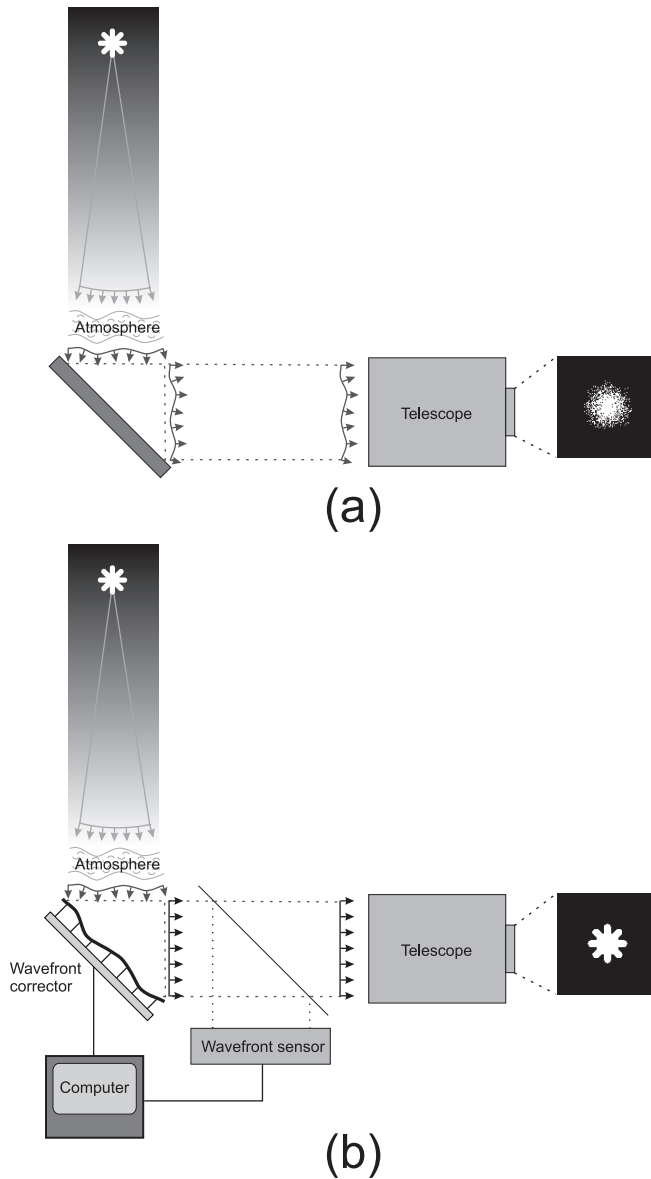 Atmosphere
Telescope
(a)
Atmosphere
Telescope
Wavefront
corrector
Wavefront sensor
Computer
(b)